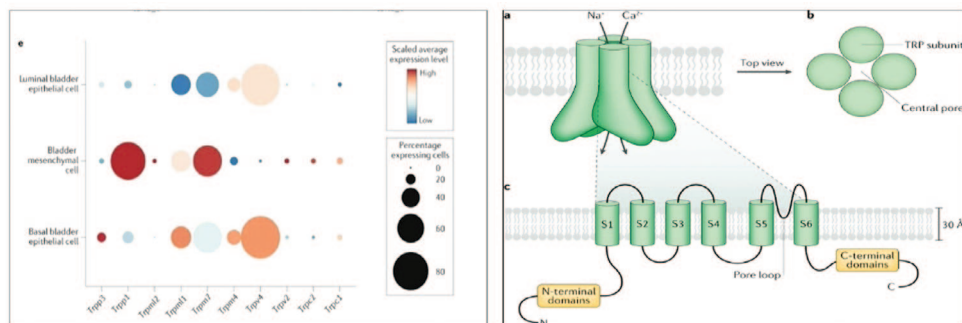 e
Luminal bladder
epithelial cell
Bladder
mesenchymal
cell
Basal bladder
epithelial cell
Trpp3
Trpp1
Trpml2
Trpml1
Trpm7
Trpm4
Trpv4
Trpv2
Trpc2
Trpc1
Scaled average
expression level
High
Low
Percentage
expressing cells
0
20
40
60
80
a
Na⁺
Ca²⁺
Top view
b
TRP subunit
Central pore
c
S1
S2
S3
S4
S5
S6
30 Å
Pore loop
N-terminal
domains
N
C-terminal
domains
C